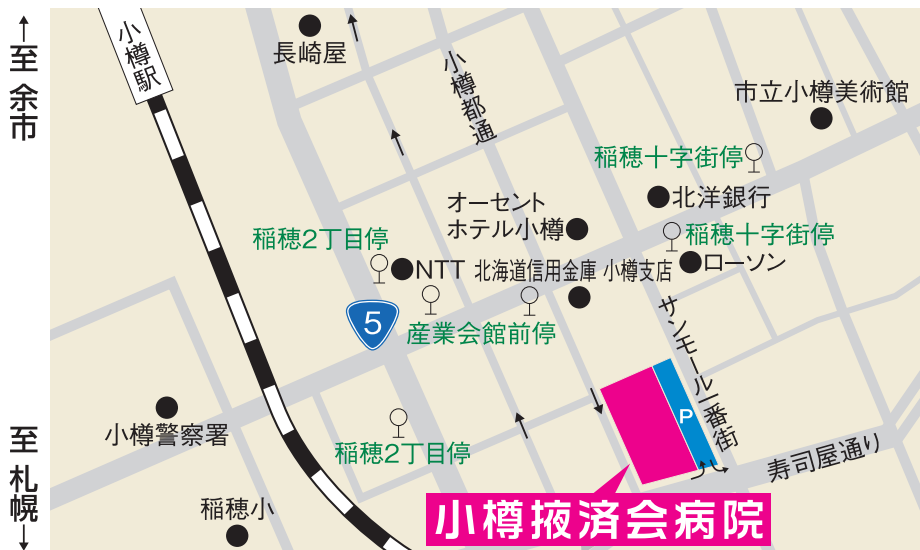 至 余市
小樽駅
長崎屋
小樽都通
市立小樽美術館
稲穂十字街停
北洋銀行
オーセント
ホテル小樽
稲穂十字街停
稲穂2丁目停
NTT
北海道信用金庫 小樽支店
ローソン
5
産業会館前停
サンモール一番街
P
小樽警察署
稲穂2丁目停
寿司屋通り
至 札幌
稲穂小
小樽掖済会病院